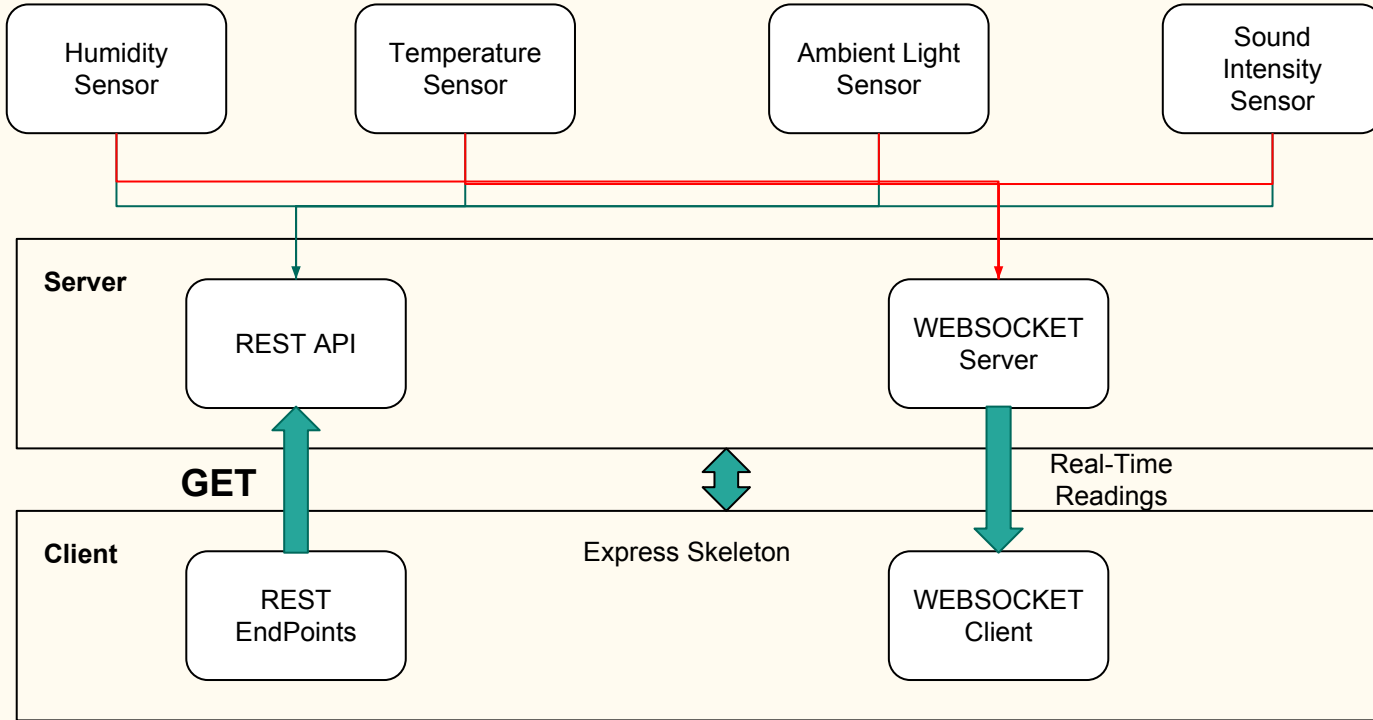 Humidity
Sensor
Temperature
Sensor
Ambient Light
Sensor
Sound
Intensity
Sensor
Server
REST API
WEBSOCKET
Server
GET
Real-Time
Readings
Client
Express Skeleton
REST
EndPoints
WEBSOCKET
Client